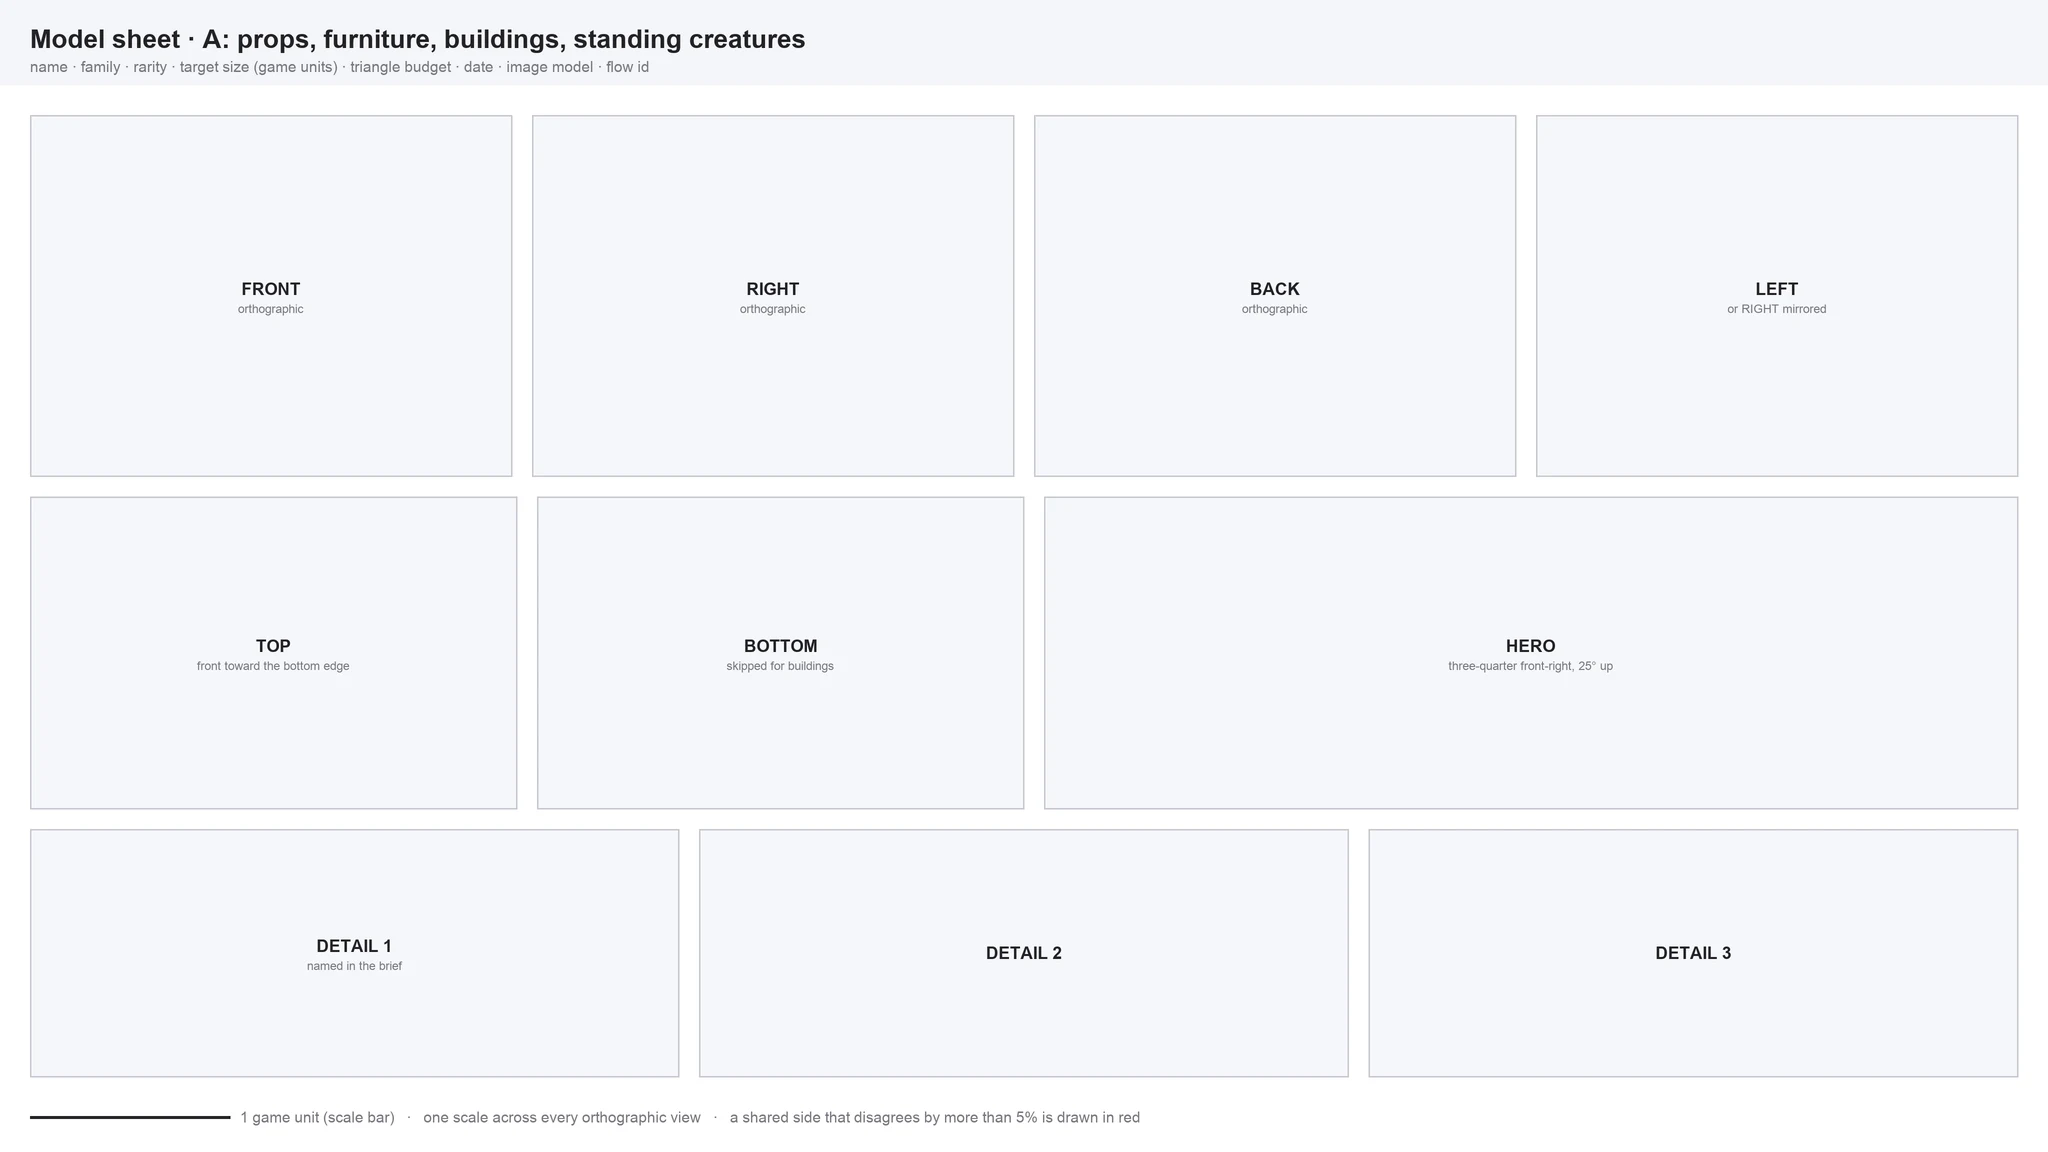 Model sheet · A: props, furniture, buildings, standing creatures
name · family · rarity · target size (game units) · triangle budget · date · image model · flow id
FRONT
orthographic
RIGHT
orthographic
BACK
orthographic
LEFT
or RIGHT mirrored
TOP
front toward the bottom edge
BOTTOM
skipped for buildings
HERO
three-quarter front-right, 25° up
DETAIL 1
named in the brief
DETAIL 2
DETAIL 3
1 game unit (scale bar) · one scale across every orthographic view · a shared side that disagrees by more than 5% is drawn in red